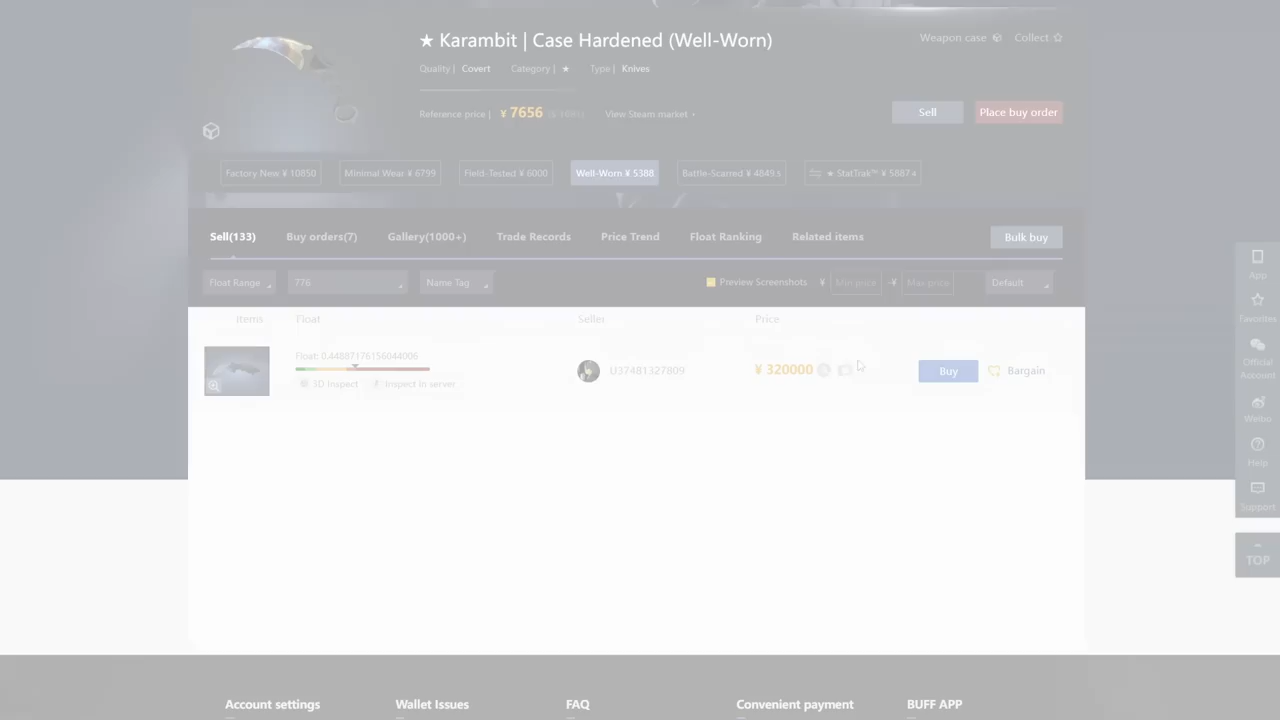 ★ Karambit | Case Hardened (Well-Worn)
Weapon case
Collect
Quality | Covert Category | ★ Type | Knives
Reference price | ¥ 7656
View Steam market
Sell
Place buy order
Factory New ¥ 10850
Minimal Wear ¥ 6799
Field-Tested ¥ 6000
Well-Worn ¥ 5388
Battle-Scarred ¥ 4849.5
★ StatTrak™ ¥ 5887.4
Sell(133)
Buy orders(7)
Gallery(1000+)
Trade Records
Price Trend
Float Ranking
Related items
Bulk buy
Float Range
776
Name Tag
Preview Screenshots
¥ Min price -¥ Max price
Default
Items
Float
Seller
Price
Float: 0.44887176156044006
3D Inspect
Inspect in server
U37481327809
¥ 320000
Buy
Bargain
App
Favorites
Official
Account
Weibo
Help
Support
TOP
Account settings
Wallet Issues
FAQ
Convenient payment
BUFF APP